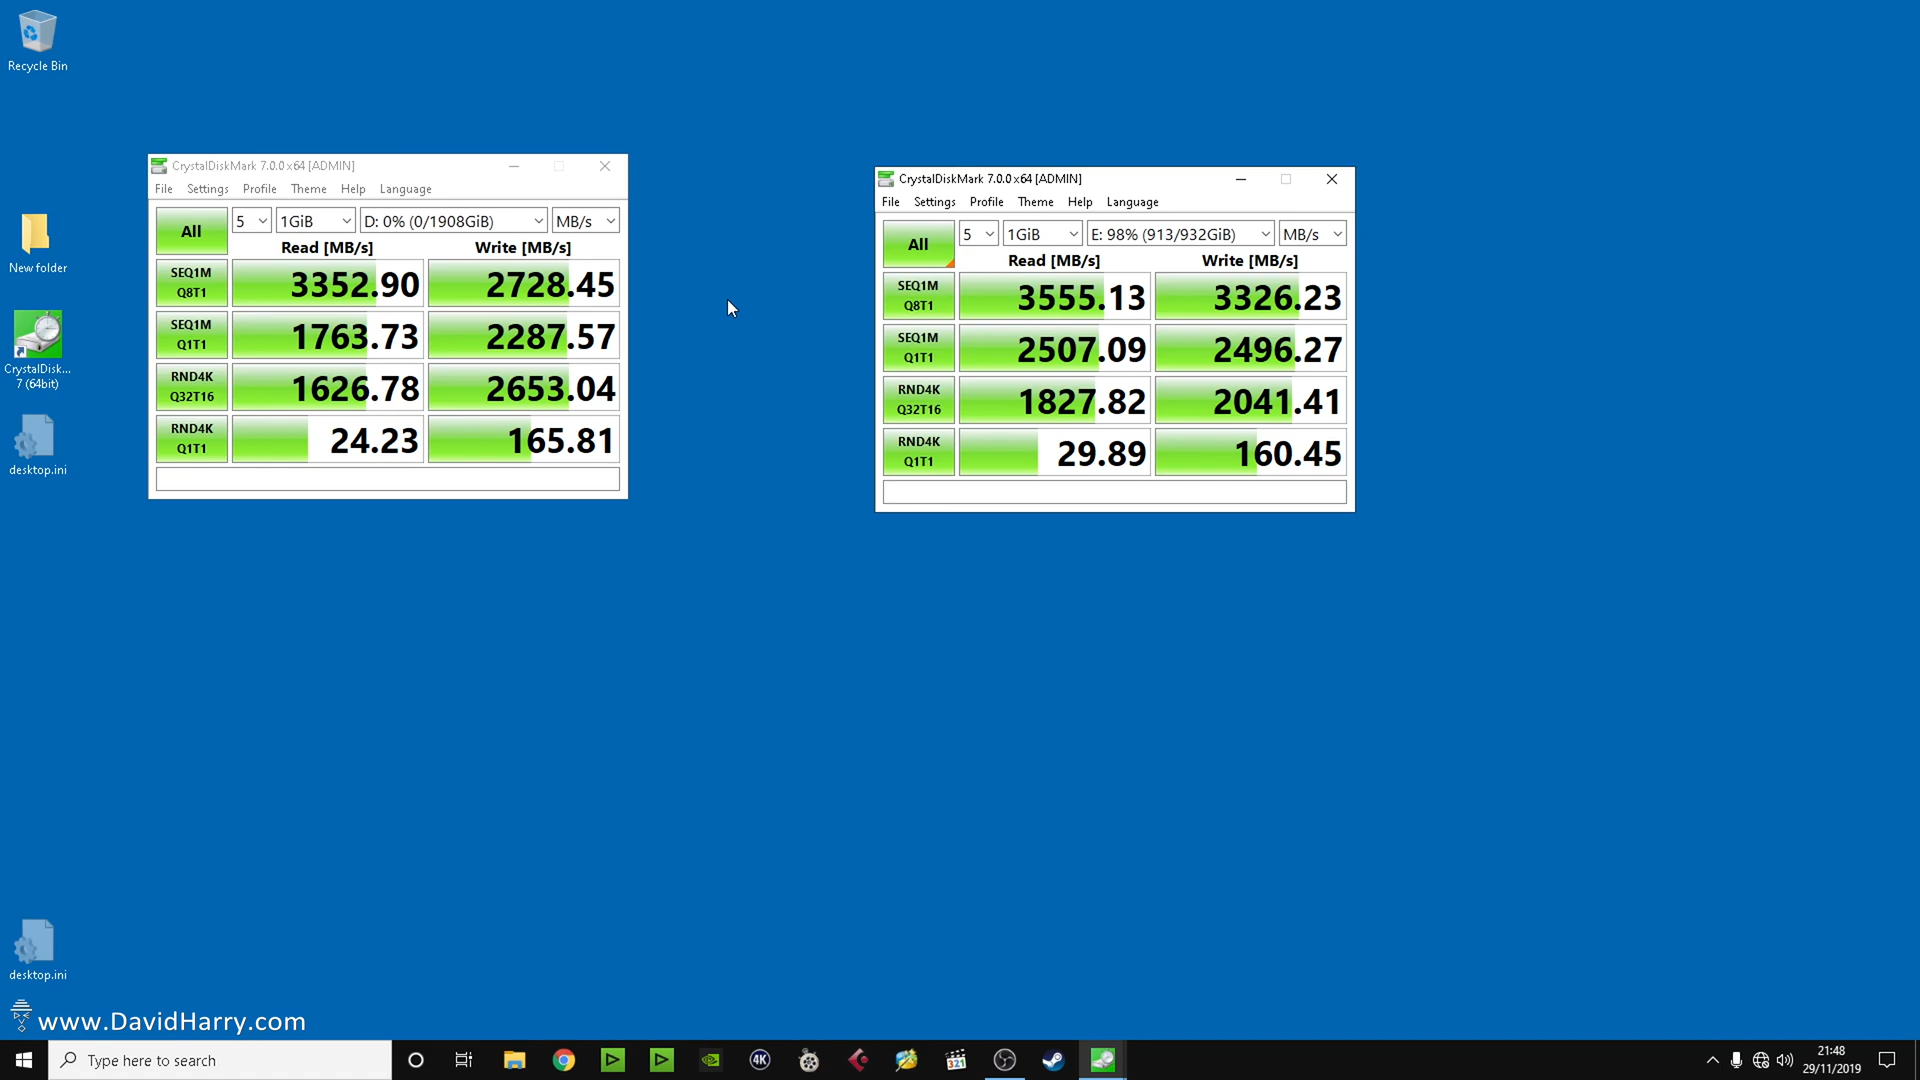 Recycle Bin
New folder
CrystalDisk...
7 (64bit)
desktop.ini
desktop.ini
www.DavidHarry.com
CrystalDiskMark 7.0.0 x64 [ADMIN]
File Settings Profile Theme Help Language
All 5 1GiB D: 0% (0/1908GiB) MB/s
Read [MB/s] Write [MB/s]
SEQ1M
Q8T1
3352.90 2728.45
SEQ1M
Q1T1
1763.73 2287.57
RND4K
Q32T16
1626.78 2653.04
RND4K
Q1T1
24.23 165.81
CrystalDiskMark 7.0.0 x64 [ADMIN]
File Settings Profile Theme Help Language
All 5 1GiB E: 98% (913/932GiB) MB/s
Read [MB/s] Write [MB/s]
SEQ1M
Q8T1
3555.13 3326.23
SEQ1M
Q1T1
2507.09 2496.27
RND4K
Q32T16
1827.82 2041.41
RND4K
Q1T1
29.89 160.45
Type here to search
4K
321
21:48
29/11/2019